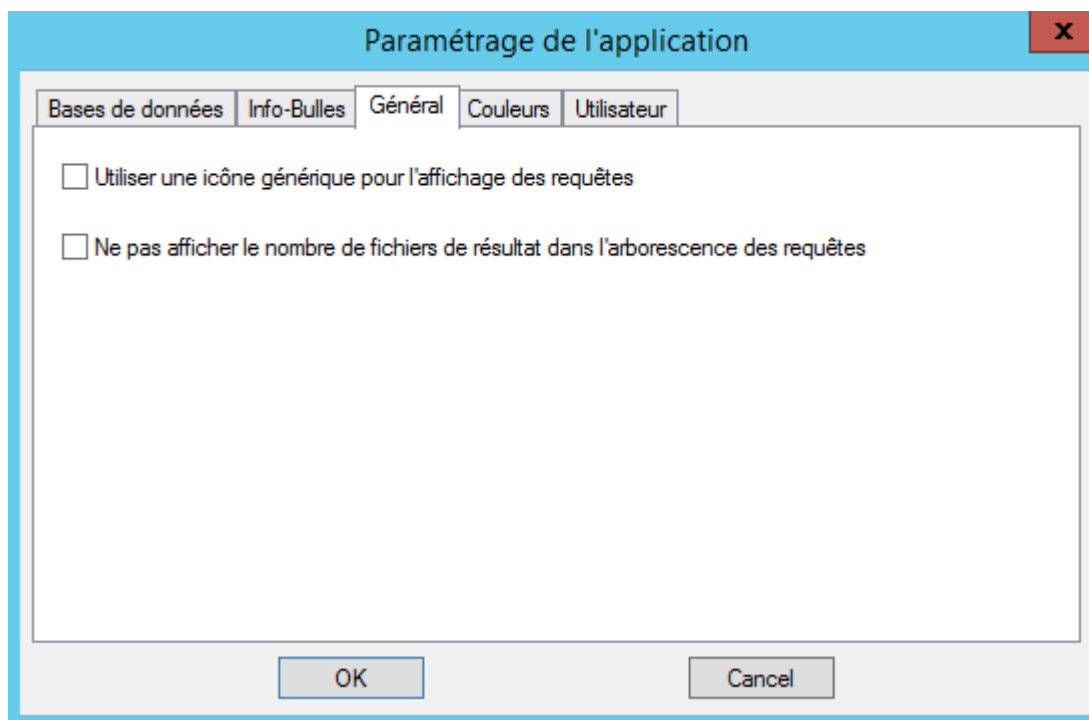 Paramétrage de l'application
x
Bases de données Info-Bulles Général Couleurs Utilisateur
Utiliser une icône générique pour l'affichage des requêtes
Ne pas afficher le nombre de fichiers de résultat dans l'arborescence des requêtes
OK Cancel